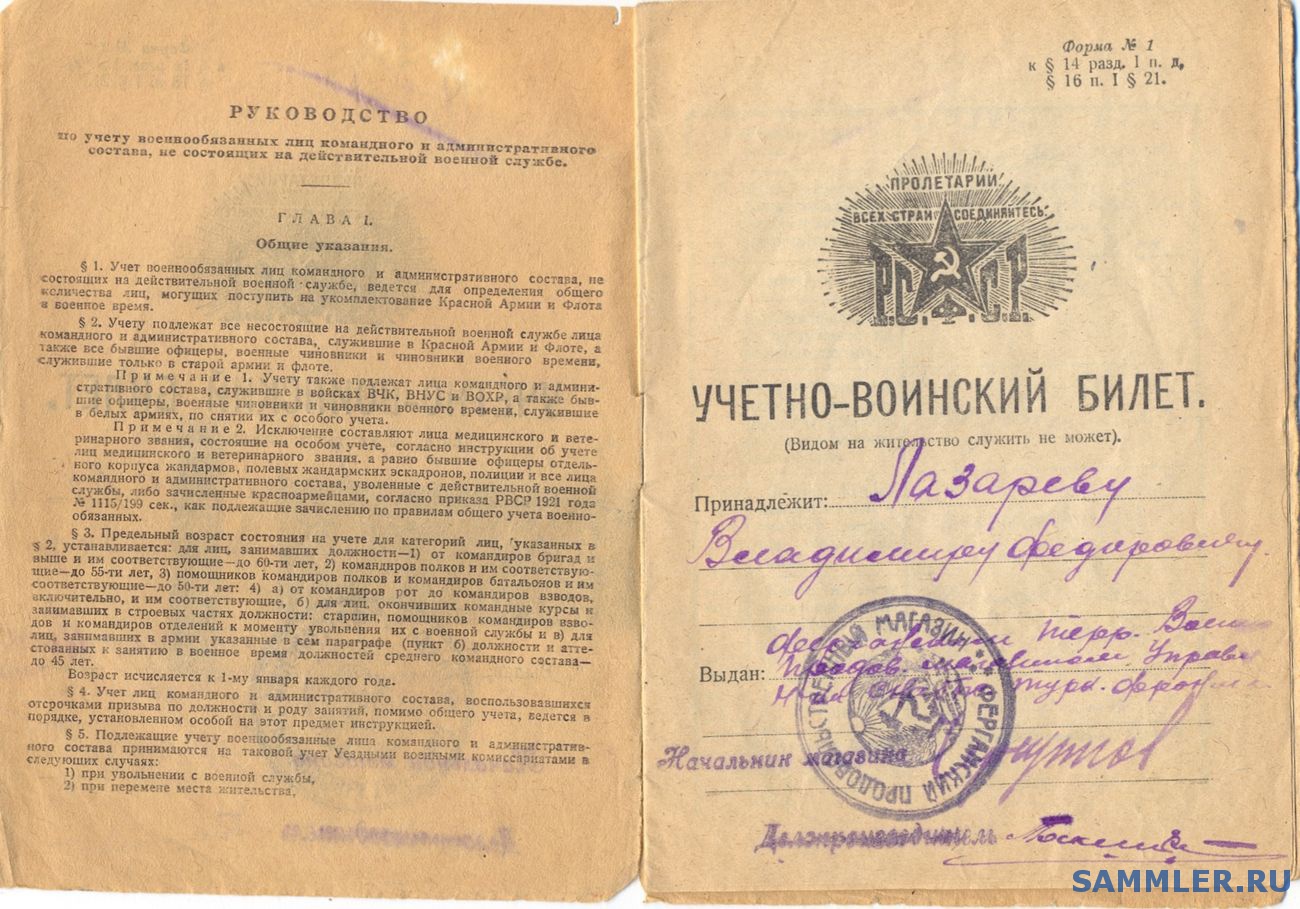 РУКОВОДСТВО
по учету военнообязанных лиц командного и административного
состава, не состоящих на действительной военной службе.
ГЛАВА I.
Общие указания.
§ 1. Учет военнообязанных лиц командного и административного состава, не
состоящих на действительной военной службе, ведется для определения общего
количества лиц, могущих поступить на укомплектование Красной Армии и Флота
в военное время.
§ 2. Учету подлежат все несостоящие на действительной военной службе лица
командного и административного состава, служившие в Красной Армии и Флоте, а
также все бывшие офицеры, военные чиновники и чиновники военного времени,
служившие только в старой армии и флоте.
Примечание 1. Учету также подлежат лица командного и админи-
стративного состава, служившие в войсках ВЧК, ВНУС и ВОХР, а также быв-
шие офицеры, военные чиновники и чиновники военного времени, служившие
в белых армиях, по снятии их с особого учета.
Примечание 2. Исключение составляют лица медицинского и вете-
ринарного звания, состоящие на особом учете, согласно инструкции об учете
лиц медицинского и ветеринарного звания, а равно бывшие офицеры отдель-
ного корпуса жандармов, полевых жандармских эскадронов, полиции и все лица
командного и административного состава, уволенные с действительной военной
службы, либо зачисленные красноармейцами, согласно приказа РВСР 1921 года
№ 1115/199 сек., как подлежащие зачислению по правилам общего учета военно-
обязанных.
§ 3. Предельный возраст состояния на учете для категорий лиц, указанных в
§ 2, устанавливается: для лиц, занимавших должности—1) от командиров бригад и
выше и им соответствующие—до 60-ти лет, 2) командиров полков и им соответствую-
щие—до 55-ти лет, 3) помощников командиров полков и командиров батальонов и им
соответствующие—до 50-ти лет: 4) а) от командиров рот до командиров взводов,
включительно, и им соответствующие, б) для лиц, окончивших командные курсы и
занимавших в строевых частях должности: старшин, помощников командиров взво-
дов и командиров отделений к моменту увольнения их с военной службы и в) для
лиц, занимавших в армии указанные в сем параграфе (пункт б) должности и атте-
стованных к занятию в военное время должностей среднего командного состава—
до 45 лет.
Возраст исчисляется к 1-му января каждого года.
§ 4. Учет лиц командного и административного состава, воспользовавшихся
отсрочками призыва по должности и роду занятий, помимо общего учета, ведется в
порядке, установленном особой на этот предмет инструкцией.
§ 5. Подлежащие учету военнообязанные лица командного и административ-
ного состава принимаются на таковой учет Уездными военными комиссариатами в
следующих случаях:
1) при увольнении с военной службы,
2) при перемене места жительства,
Форма № 1
к § 14 разд. I п. д,
§ 16 п. I § 21.
ПРОЛЕТАРИИ
ВСЕХ СТРАН СОЕДИНЯЙТЕСЬ!
Р.С.Ф.С.Р.
УЧЕТНО-ВОИНСКИЙ БИЛЕТ.
(Видом на жительство служить не может).
Принадлежит: Лазареву
Владимиру Федоровичу.
Выдан:
Турк. фронта
ФЕРГАНСКИЙ ПРОДОВОЛЬСТВЕННЫЙ МАГАЗИН
Начальник магазина
Делопроизводитель
SAMMLER.RU